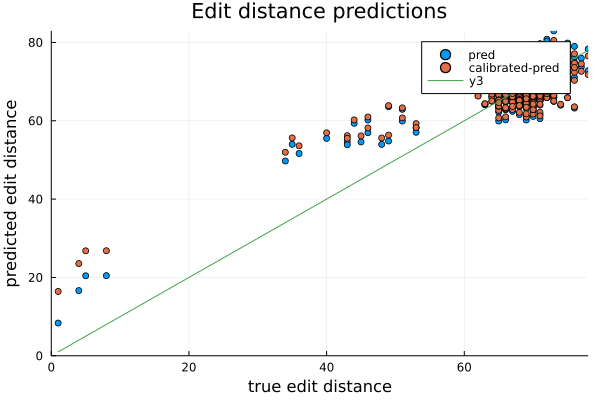 Edit distance predictions
80
60
40
20
0
predicted edit distance
pred
calibrated-pred
y3
0
20
40
60
true edit distance